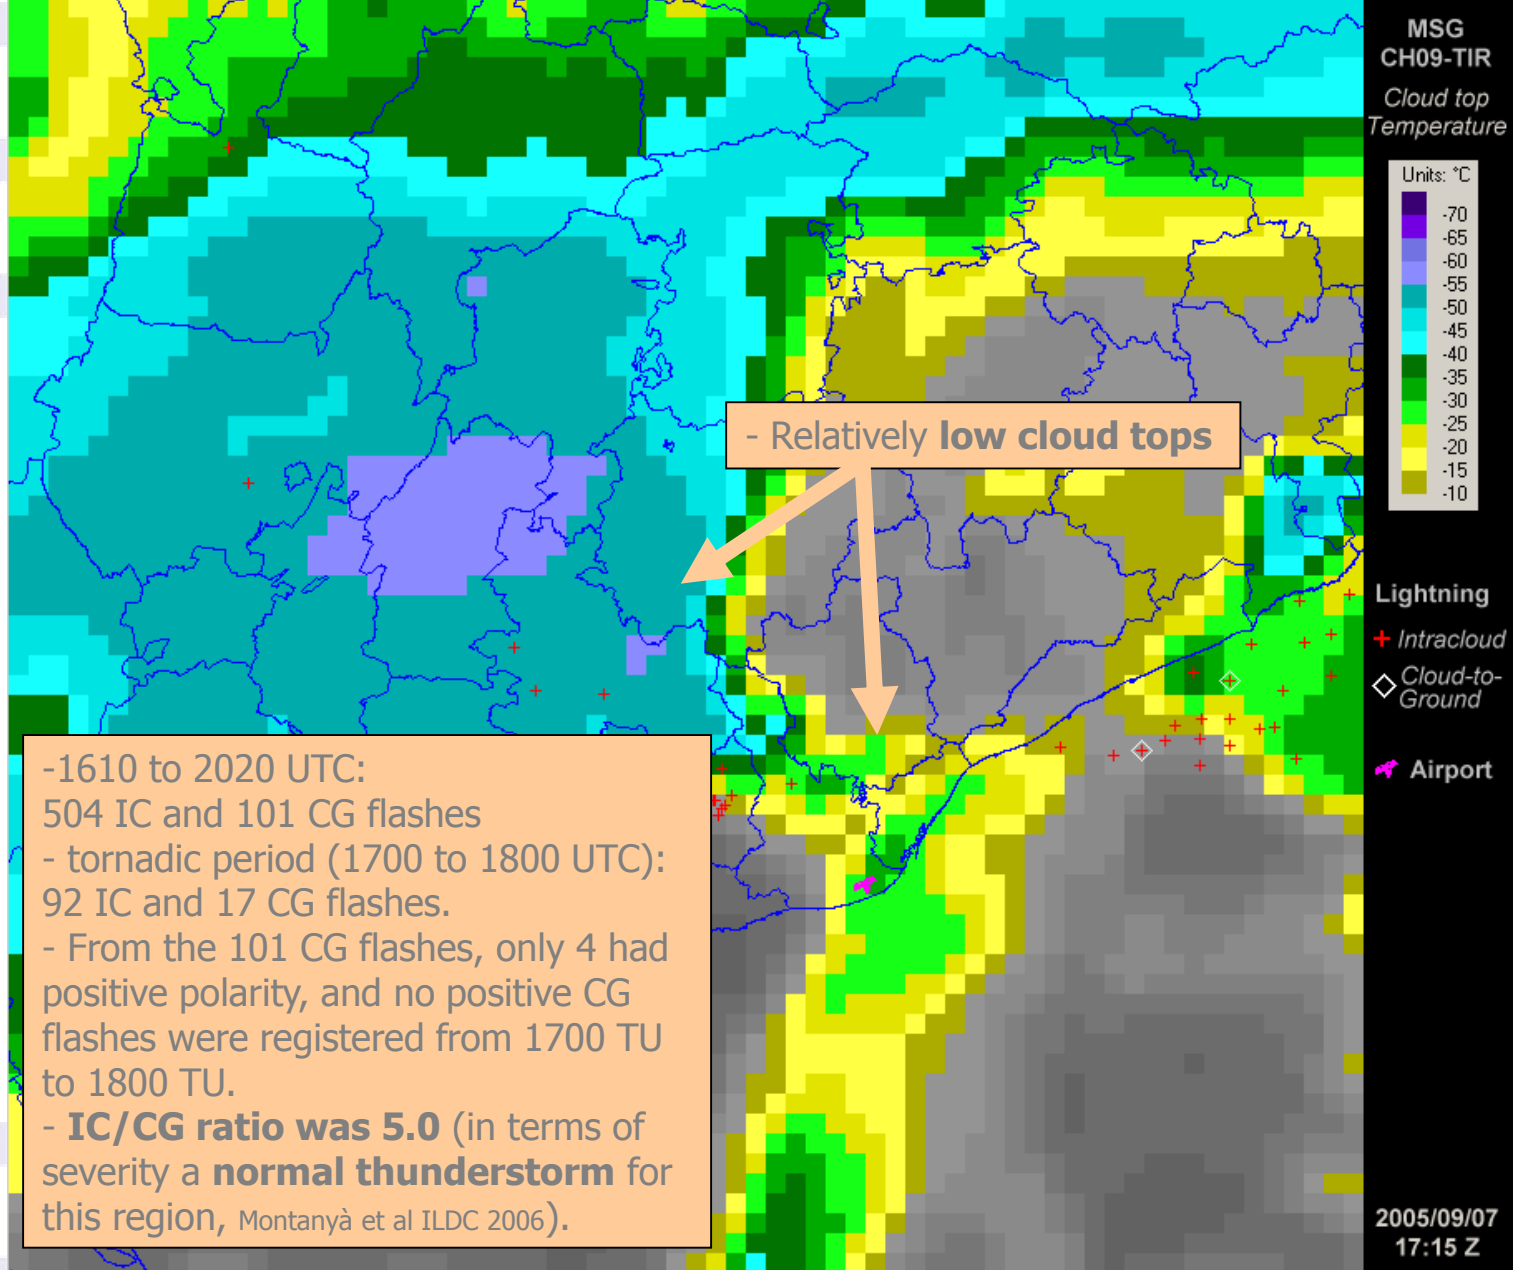 MSG
CH09-TIR
Cloud top
Temperature
Units: °C
-70
-65
-60
-55
-50
-45
-40
-35
-30
-25
-20
-15
-10
- Relatively low cloud tops
Lightning
Intracloud
Cloud-to-
Ground
Airport
-1610 to 2020 UTC:
504 IC and 101 CG flashes
- tornadic period (1700 to 1800 UTC):
92 IC and 17 CG flashes.
- From the 101 CG flashes, only 4 had
positive polarity, and no positive CG
flashes were registered from 1700 TU
to 1800 TU.
- IC/CG ratio was 5.0 (in terms of
severity a normal thunderstorm for
this region, Montanyà et al ILDC 2006).
2005/09/07
17:15 Z